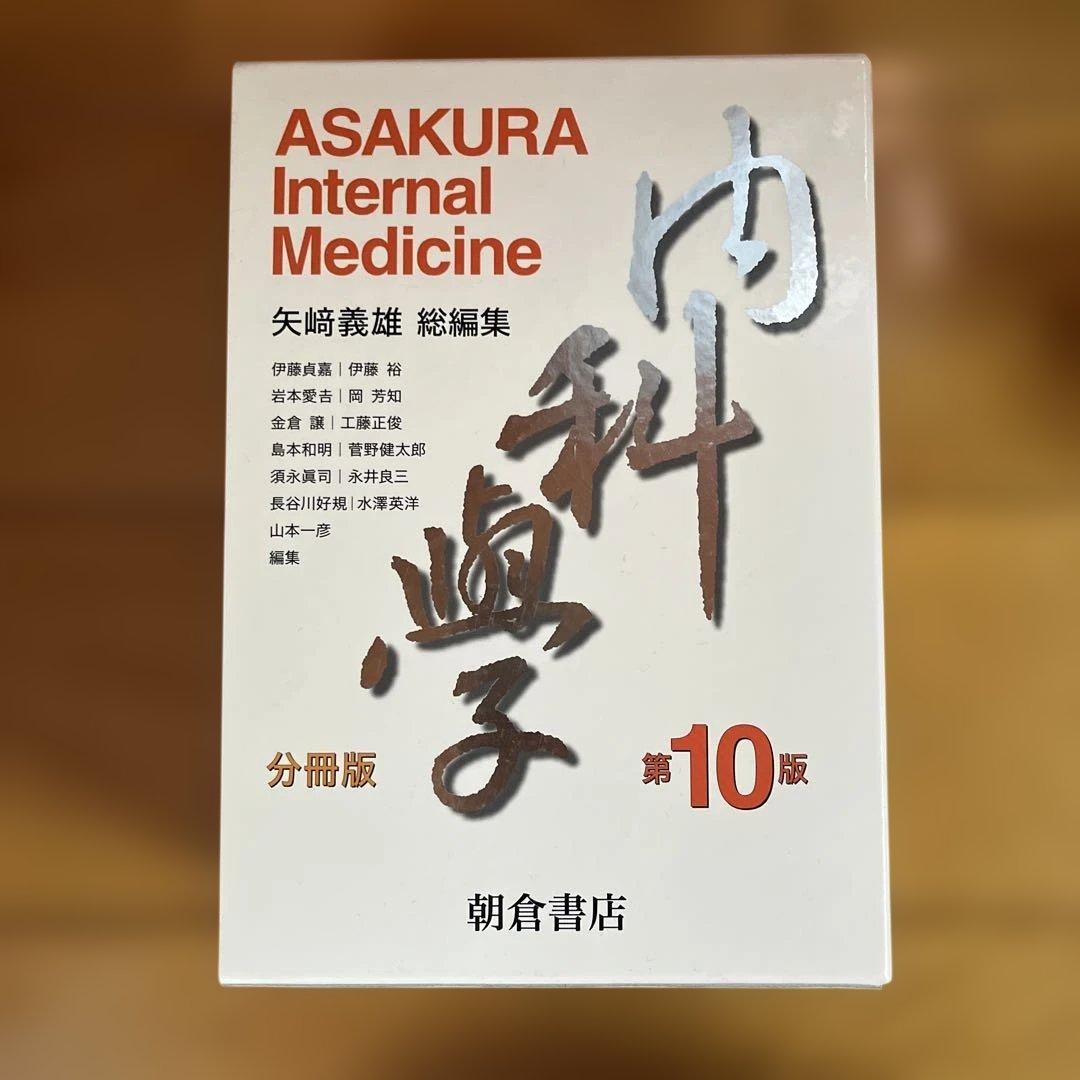 ASAKURA
Internal
Medicine
矢﨑義雄 総編集
伊藤貞嘉｜伊藤 裕
岩本愛𠮷｜岡 芳知
金倉 譲｜工藤正俊
島本和明｜菅野健太郎
須永眞司｜永井良三
長谷川好規｜水澤英洋
山本一彦
編集
内科學
分冊版
第10版
朝倉書店